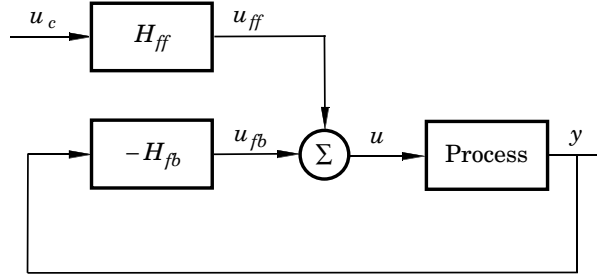 u_c
H_ff
u_ff
-H_fb
u_fb
Σ
u
Process
y